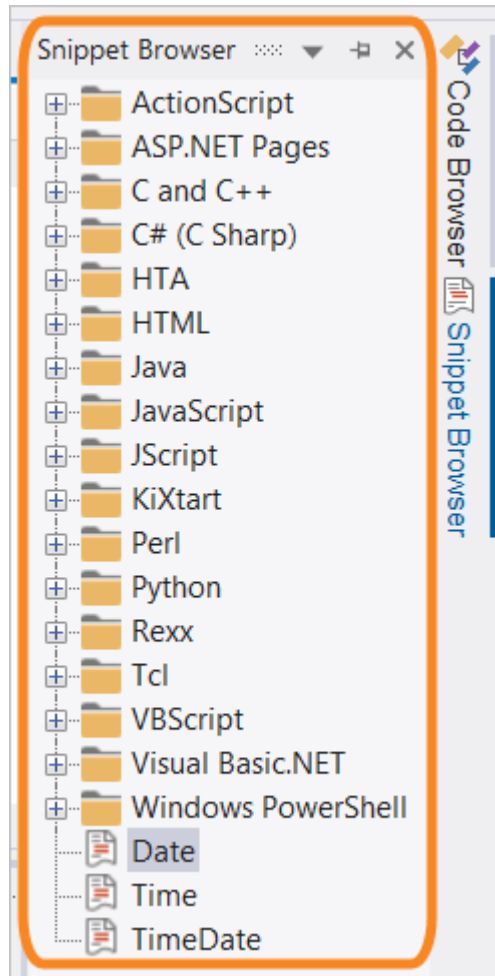 Snippet Browser
ActionScript
ASP.NET Pages
C and C++
C# (C Sharp)
HTA
HTML
Java
JavaScript
JScript
KiXtart
Perl
Python
Rexx
Tcl
VBScript
Visual Basic.NET
Windows PowerShell
Date
Time
TimeDate
Code Browser
Snippet Browser